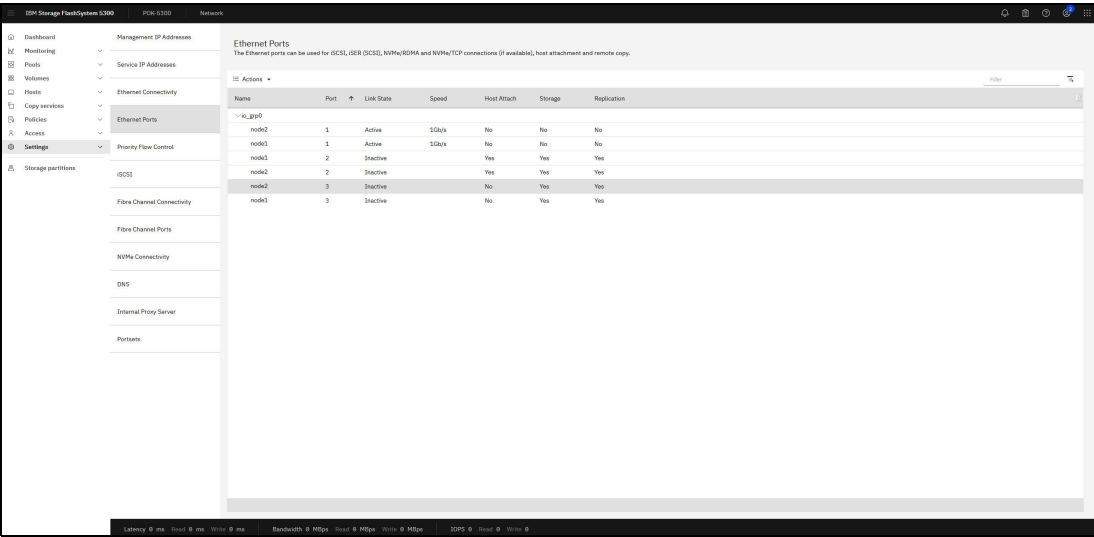 IBM Storage FlashSystem 5300 POK-5300 Network 2
Dashboard
Monitoring
Pools
Volumes
Hosts
Copy services
Policies
Access
Settings
Storage partitions
Management IP Addresses
Service IP Addresses
Ethernet Connectivity
Ethernet Ports
Priority Flow Control
iSCSI
Fibre Channel Connectivity
Fibre Channel Ports
NVMe Connectivity
DNS
Internal Proxy Server
Portsets
Ethernet Ports
The Ethernet ports can be used for iSCSI, iSER (SCSI), NVMe/RDMA and NVMe/TCP connections (if available), host attachment and remote copy.
Actions Filter
Name Port Link State Speed Host Attach Storage Replication
io_grp0
node2 1 Active 1Gb/s No No No
node1 1 Active 1Gb/s No No No
node1 2 Inactive Yes Yes Yes
node2 2 Inactive Yes Yes Yes
node2 3 Inactive No Yes Yes
node1 3 Inactive No Yes Yes
Latency 0 ms Read 0 ms Write 0 ms Bandwidth 0 MBps Read 0 MBps Write 0 MBps IOPS 0 Read 0 Write 0